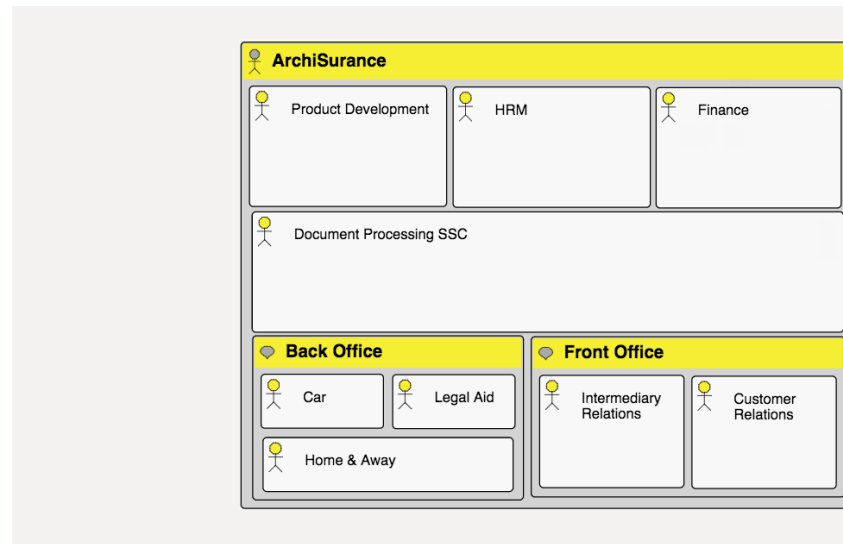 ArchiSurance
Product Development
HRM
Finance
Document Processing SSC
Back Office
Front Office
Car
Legal Aid
Intermediary
Relations
Customer
Relations
Home & Away